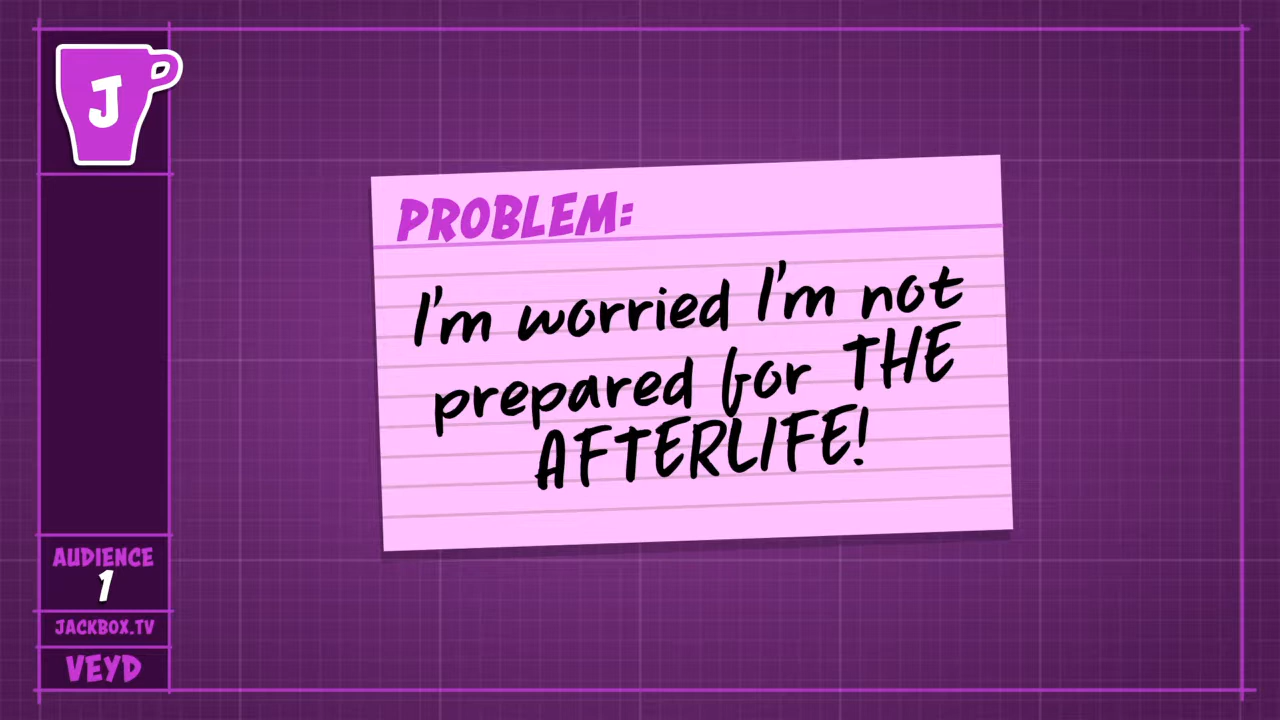 J
PROBLEM:
I'm worried I'm not
prepared for THE
AFTERLIFE!
AUDIENCE
1
JACKBOX.TV
VEYD